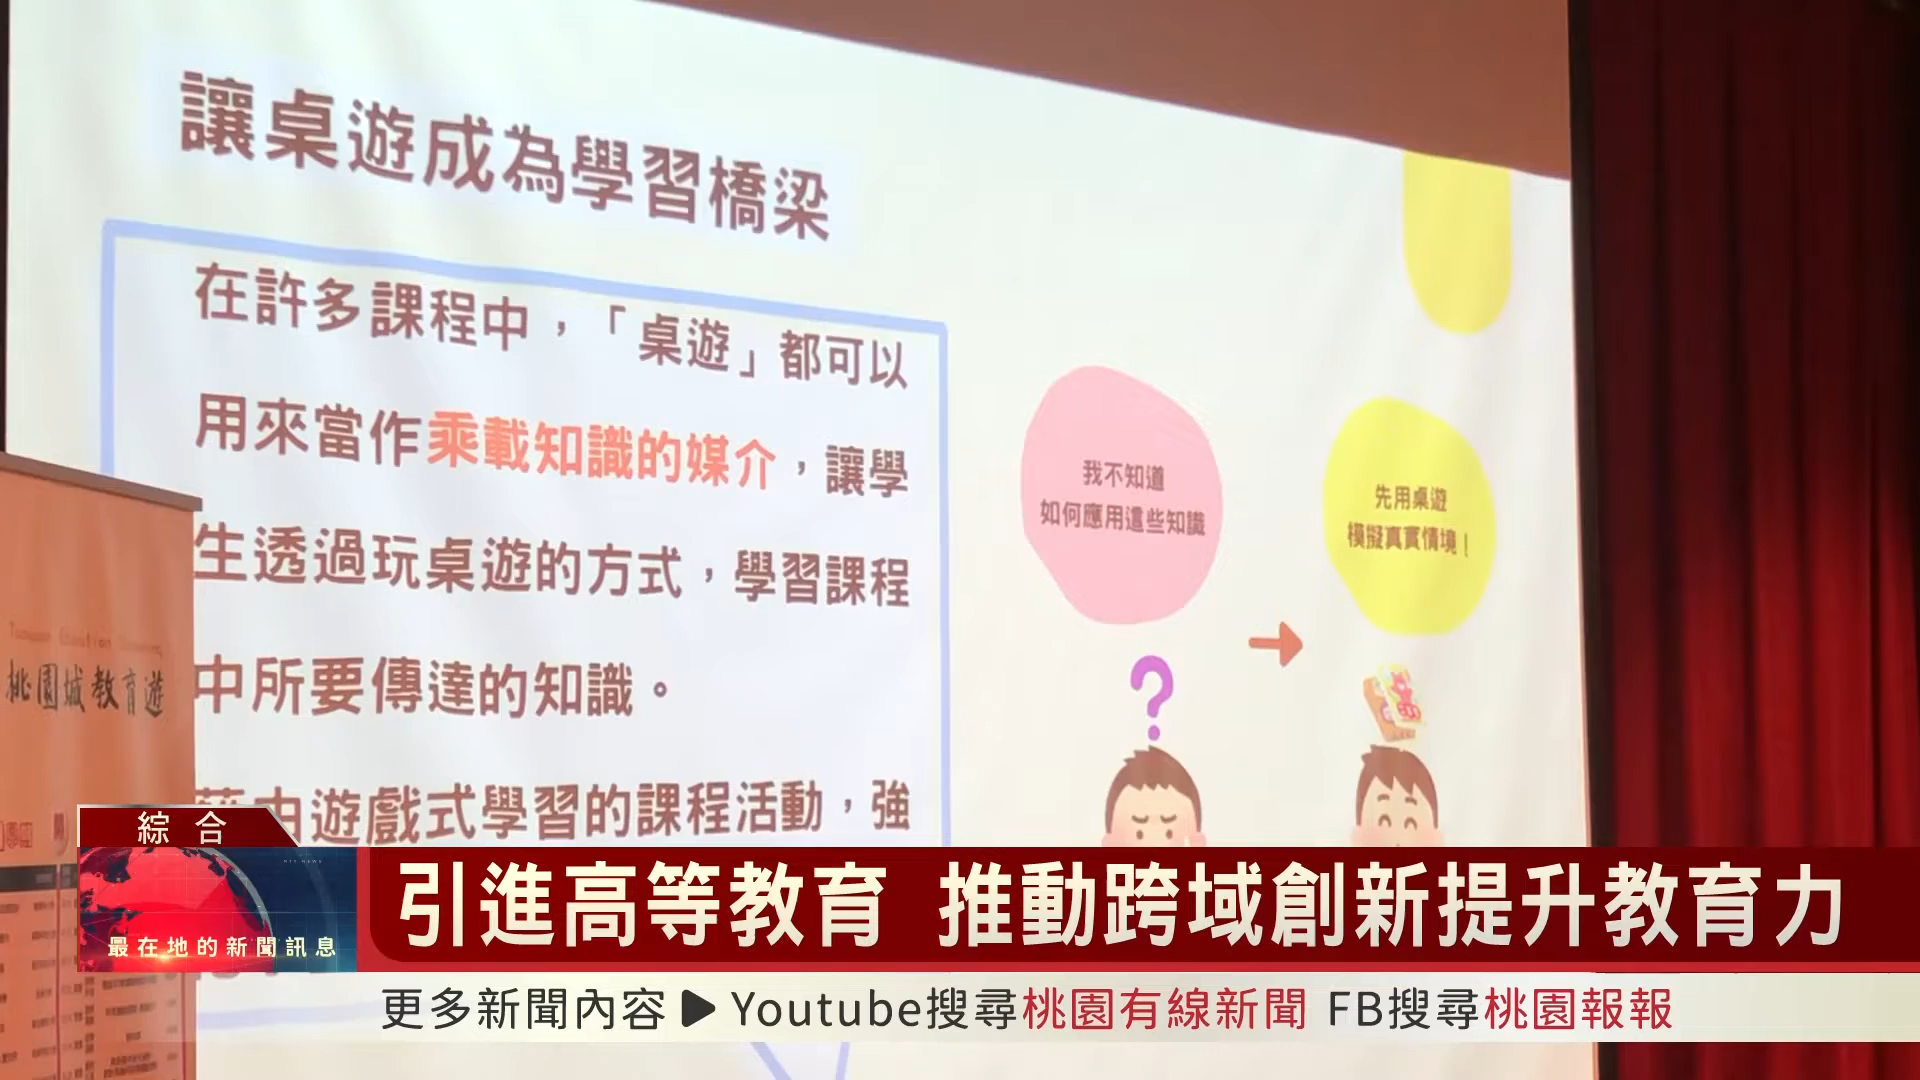 讓桌遊成為學習橋梁
在許多課程中，「桌遊」都可以
用來當作乘載知識的媒介，讓學
生透過玩桌遊的方式，學習課程
中所要傳達的知識。
由遊戲式學習的課程活動，強
我不知道
如何應用這些知識
先用桌遊
模擬真實情境！
?
桃園城教育遊
綜合
最在地的新聞訊息
引進高等教育 推動跨域創新提升教育力
更多新聞內容▶Youtube搜尋桃園有線新聞 FB搜尋桃園報報